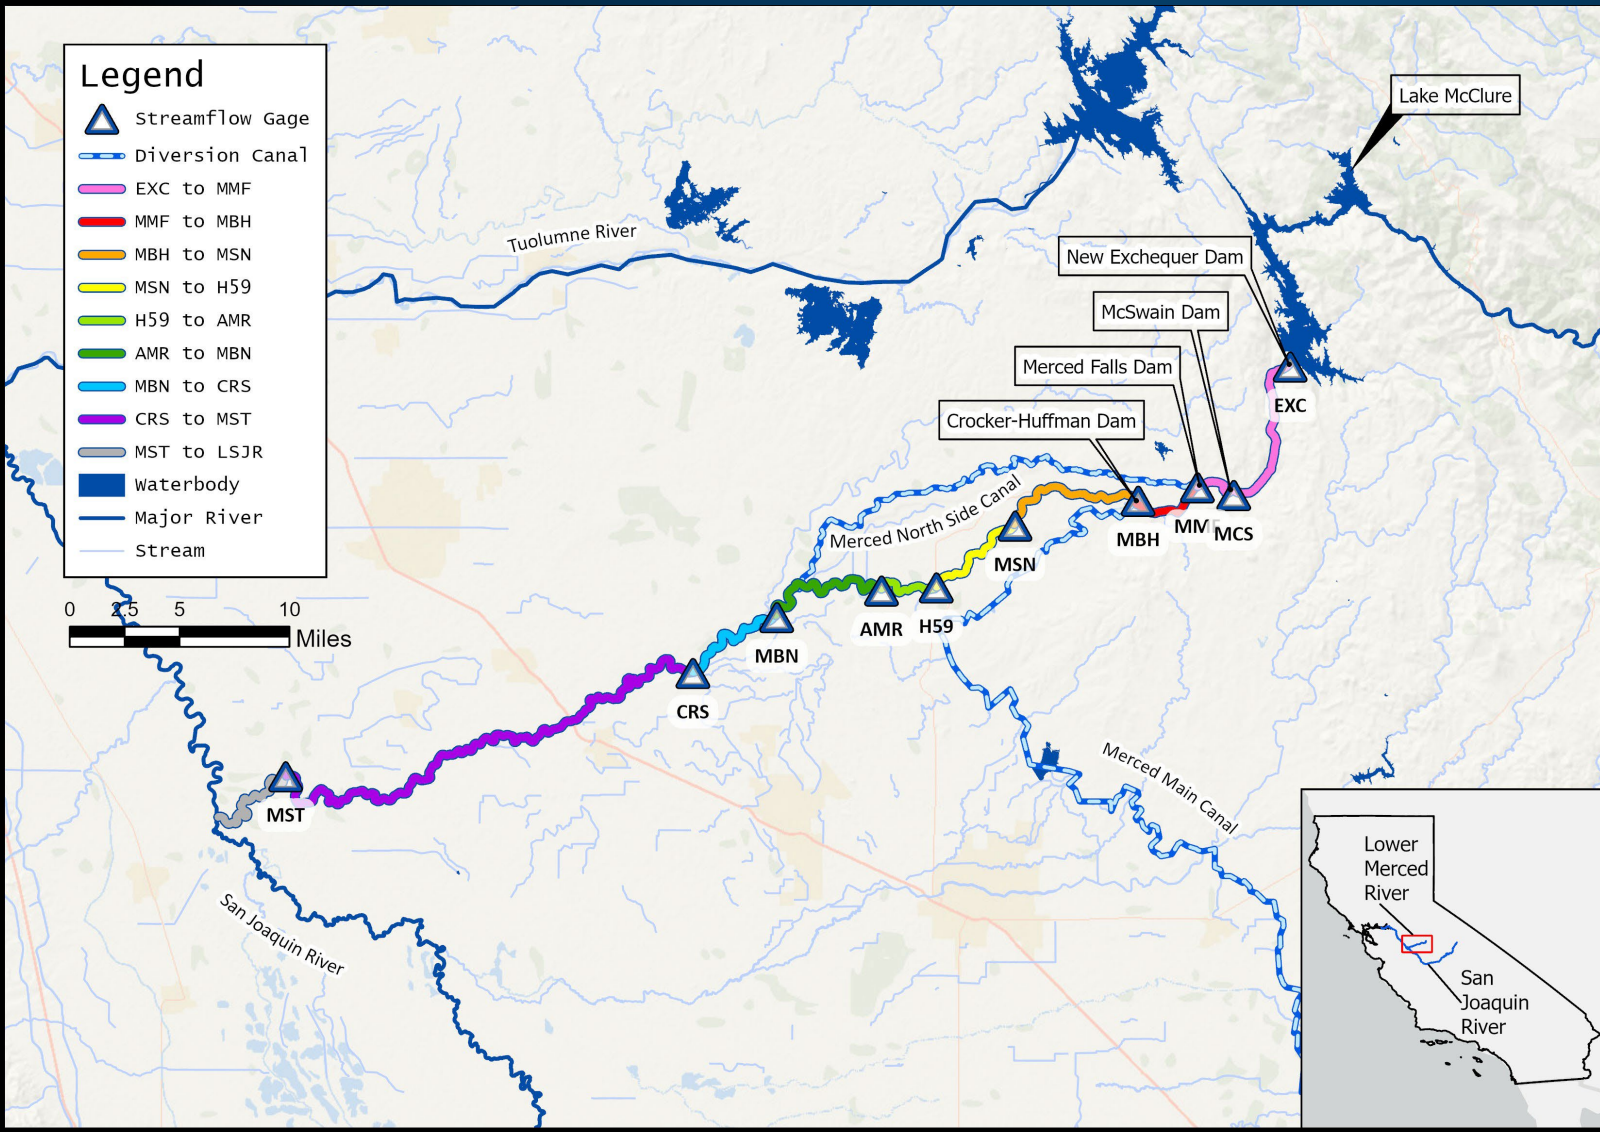 Legend
Streamflow Gage
Diversion Canal
EXC to MMF
MMF to MBH
MBH to MSN
MSN to H59
H59 to AMR
AMR to MBN
MBN to CRS
CRS to MST
MST to LSJR
Waterbody
Major River
Stream
0 2.5 5 10
Miles
Lake McClure
Tuolumne River
New Exchequer Dam
McSwain Dam
Merced Falls Dam
Crocker-Huffman Dam
EXC
Merced North Side Canal
MM
MCS
MBH
MSN
H59
AMR
MBN
CRS
Merced Main Canal
MST
San Joaquin River
Lower
Merced
River
San
Joaquin
River